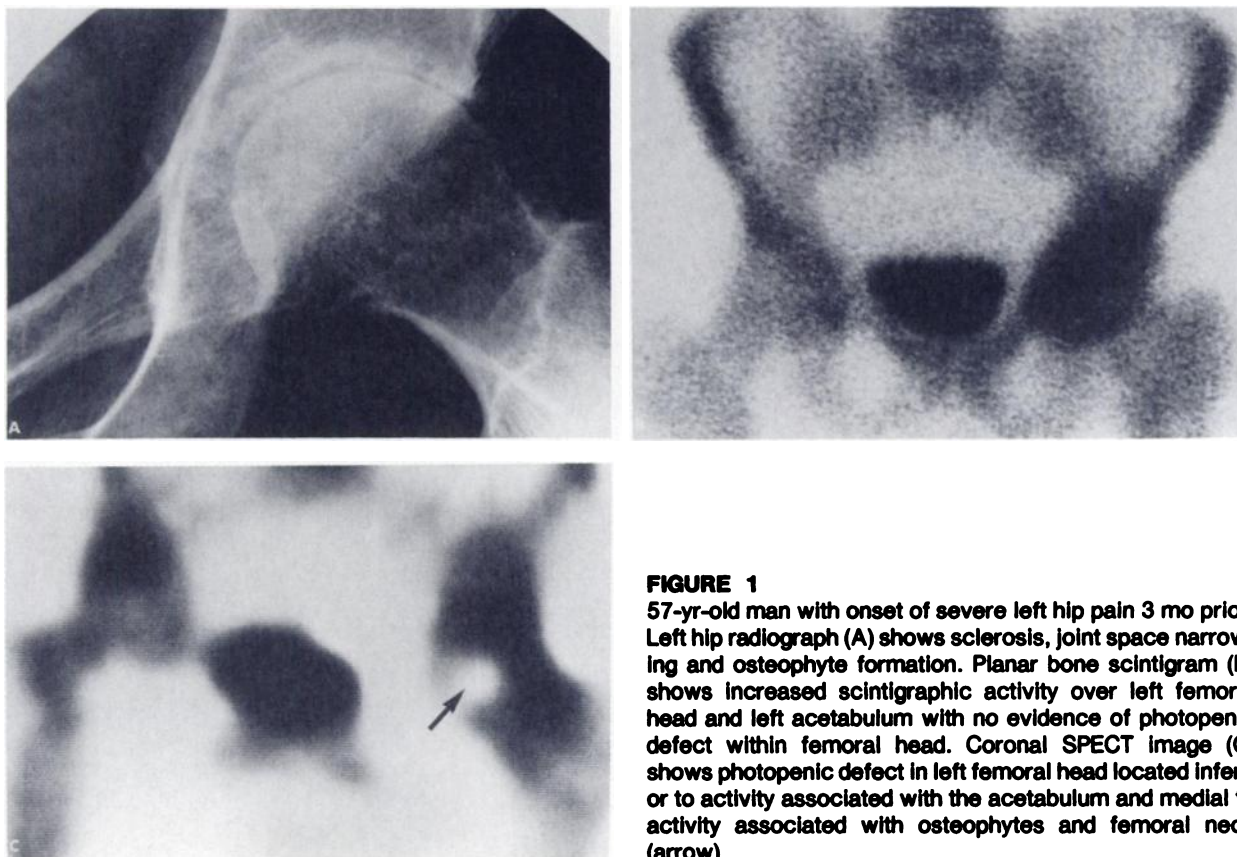 A
C
FIGURE 1
57-yr-old man with onset of severe left hip pain 3 mo prior
Left hip radiograph (A) shows sclerosis, joint space narrow
ing and osteophyte formation. Planar bone scintigram
shows increased scintigraphic activity over left femor
head and left acetabulum with no evidence of photopen
defect within femoral head. Coronal SPECT image (C
shows photopenic defect in left femoral head located infer
or to activity associated with the acetabulum and medial
activity associated with osteophytes and femoral nec
(arrow)